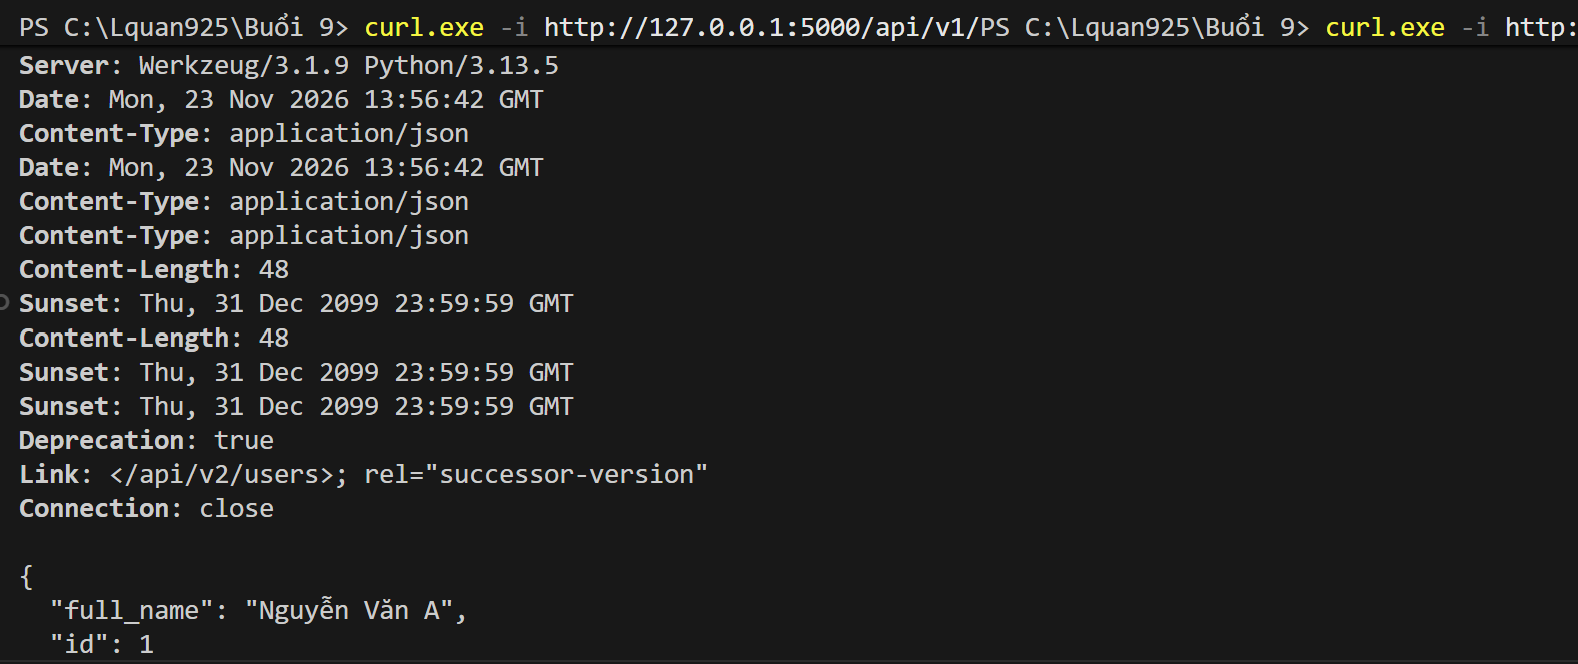 PS C:\Lquan925\Buổi 9> curl.exe -i http://127.0.0.1:5000/api/v1/PS C:\Lquan925\Buổi 9> curl.exe -i http:
Server: Werkzeug/3.1.9 Python/3.13.5
Date: Mon, 23 Nov 2026 13:56:42 GMT
Content-Type: application/json
Date: Mon, 23 Nov 2026 13:56:42 GMT
Content-Type: application/json
Content-Type: application/json
Content-Length: 48
Sunset: Thu, 31 Dec 2099 23:59:59 GMT
Content-Length: 48
Sunset: Thu, 31 Dec 2099 23:59:59 GMT
Sunset: Thu, 31 Dec 2099 23:59:59 GMT
Deprecation: true
Link: </api/v2/users>; rel="successor-version"
Connection: close
{
"full_name": "Nguyễn Văn A",
"id": 1